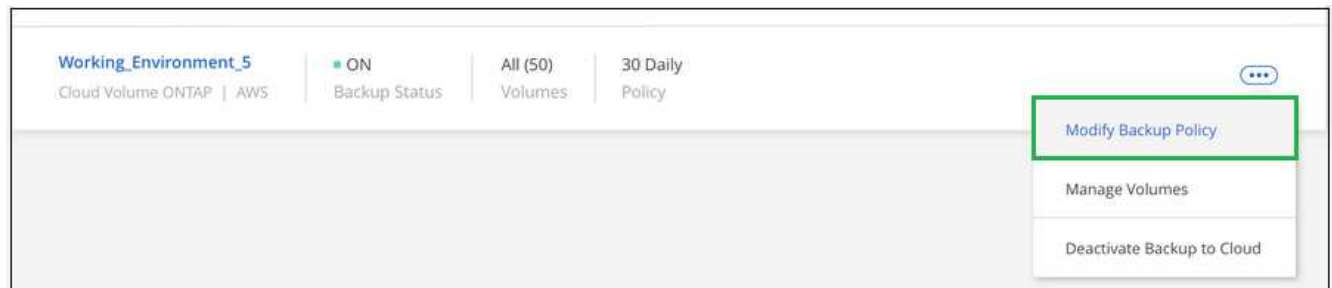 Working_Environment_5
Cloud Volume ONTAP | AWS
ON
Backup Status
All (50)
Volumes
30 Daily
Policy
Modify Backup Policy
Manage Volumes
Deactivate Backup to Cloud